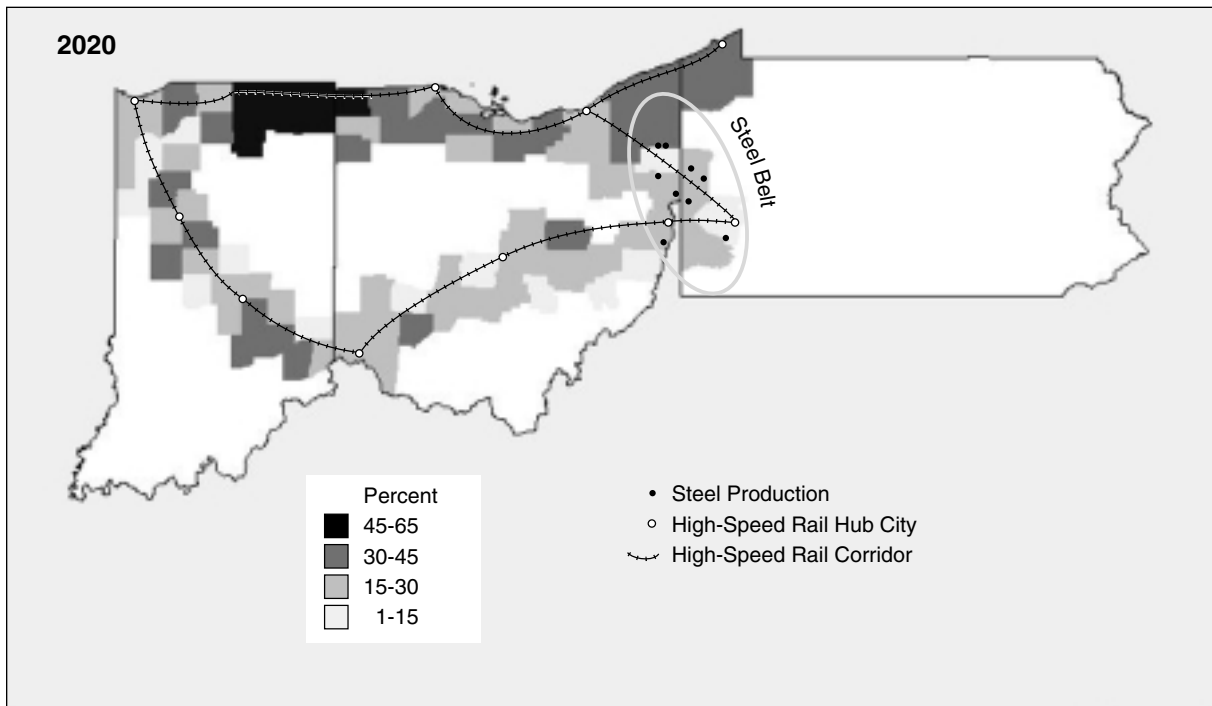 2020
Steel Belt
Percent
45-65
30-45
15-30
1-15
Steel Production
High-Speed Rail Hub City
High-Speed Rail Corridor